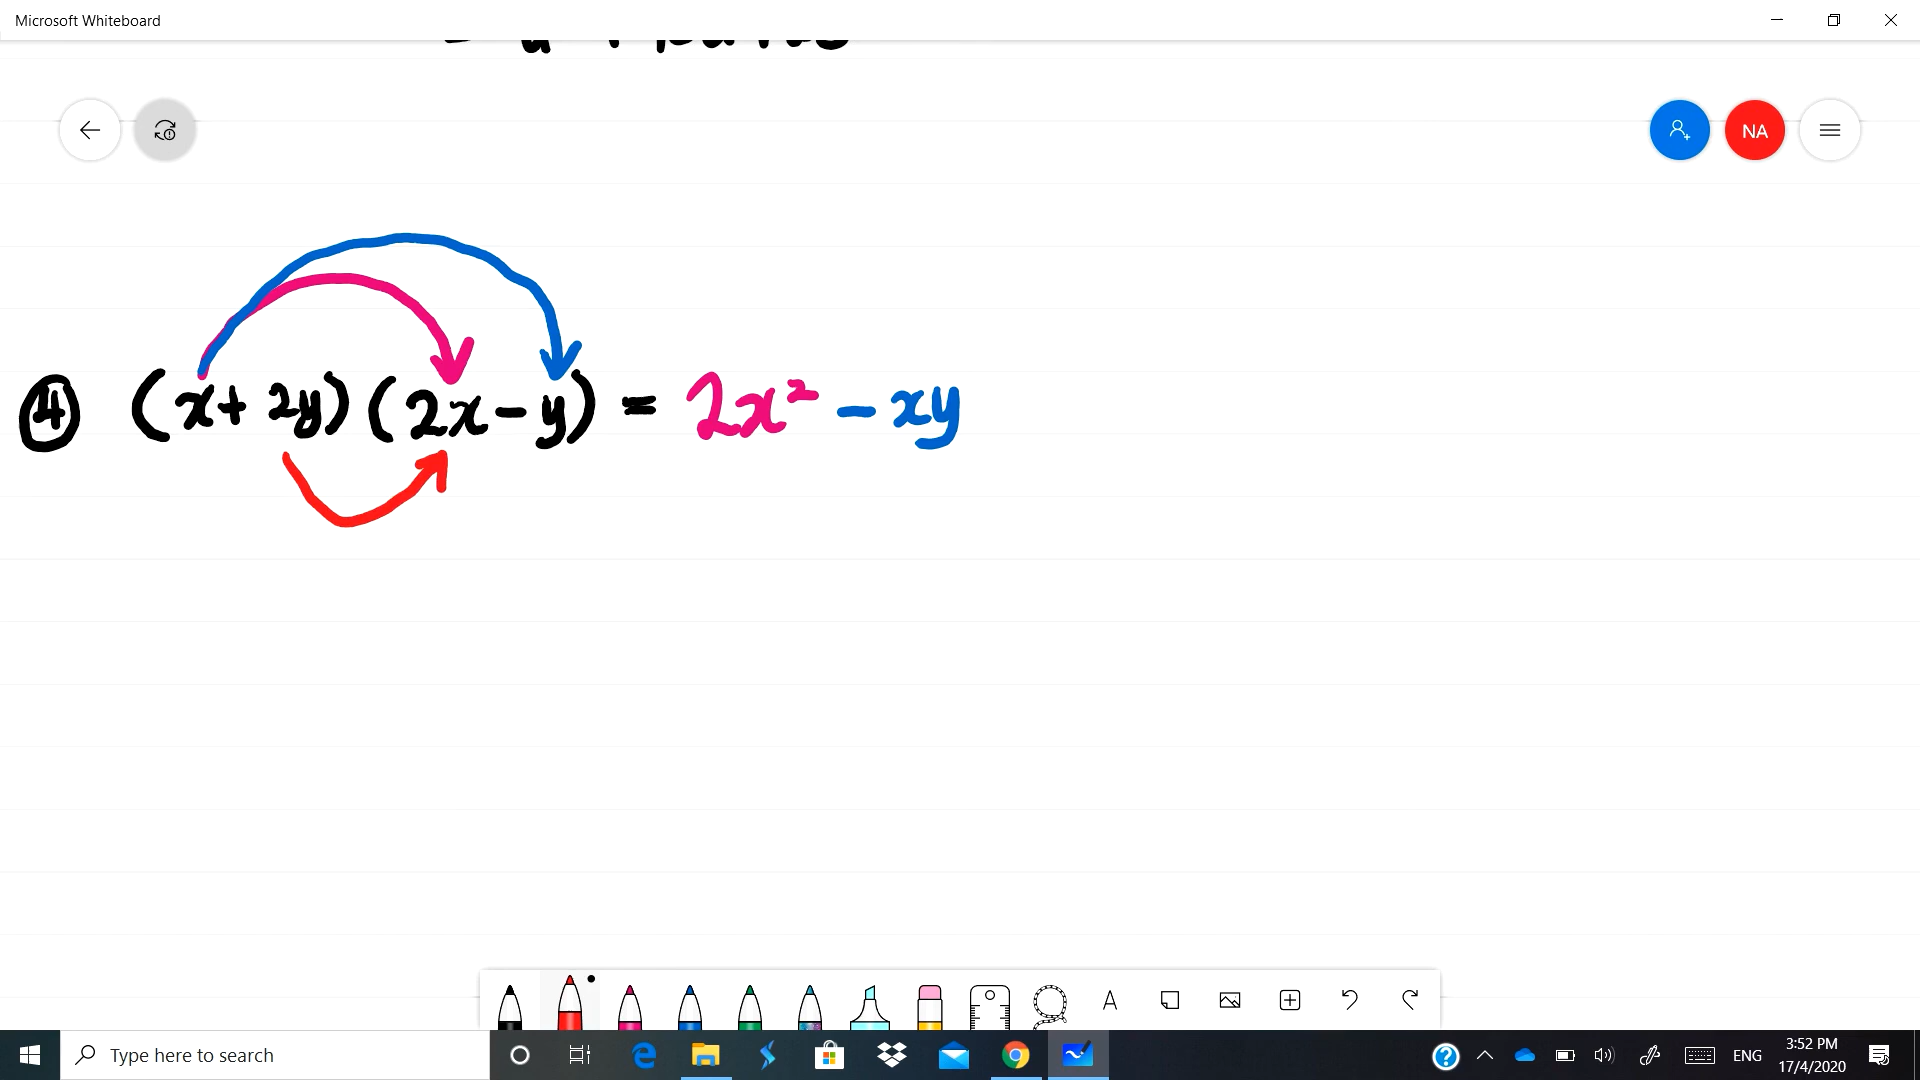 Microsoft Whiteboard
NA
④ (x + 2y)(2x - y) = 2x² - xy
A
Type here to search
ENG
3:52 PM
17/4/2020